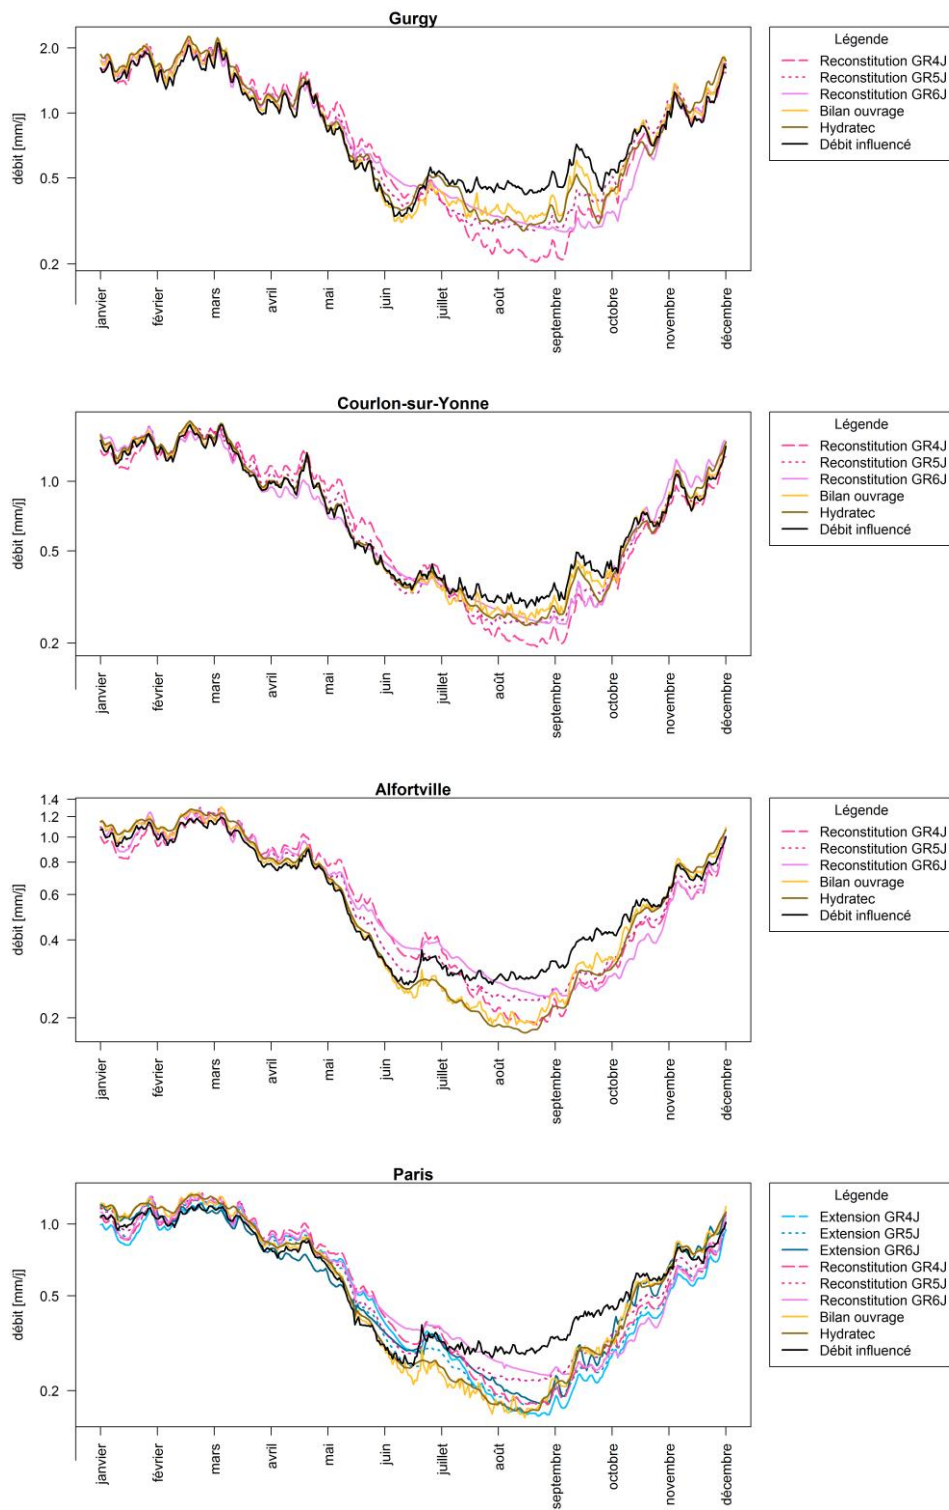 Gurgy
débit [mm/j]
2.0
1.0
0.5
0.2
janvier
février
mars
avril
mai
juin
juillet
août
septembre
octobre
novembre
décembre
Légende
Reconstitution GR4J
Reconstitution GR5J
Reconstitution GR6J
Bilan ouvrage
Hydratec
Débit influencé
Courlon-sur-Yonne
débit [mm/j]
1.0
0.5
0.2
janvier
février
mars
avril
mai
juin
juillet
août
septembre
octobre
novembre
décembre
Légende
Reconstitution GR4J
Reconstitution GR5J
Reconstitution GR6J
Bilan ouvrage
Hydratec
Débit influencé
Alfortville
débit [mm/j]
1.4
1.2
1.0
0.8
0.6
0.4
0.2
janvier
février
mars
avril
mai
juin
juillet
août
septembre
octobre
novembre
décembre
Légende
Reconstitution GR4J
Reconstitution GR5J
Reconstitution GR6J
Bilan ouvrage
Hydratec
Débit influencé
Paris
débit [mm/j]
1.0
0.5
0.2
janvier
février
mars
avril
mai
juin
juillet
août
septembre
octobre
novembre
décembre
Légende
Extension GR4J
Extension GR5J
Extension GR6J
Reconstitution GR4J
Reconstitution GR5J
Reconstitution GR6J
Bilan ouvrage
Hydratec
Débit influencé